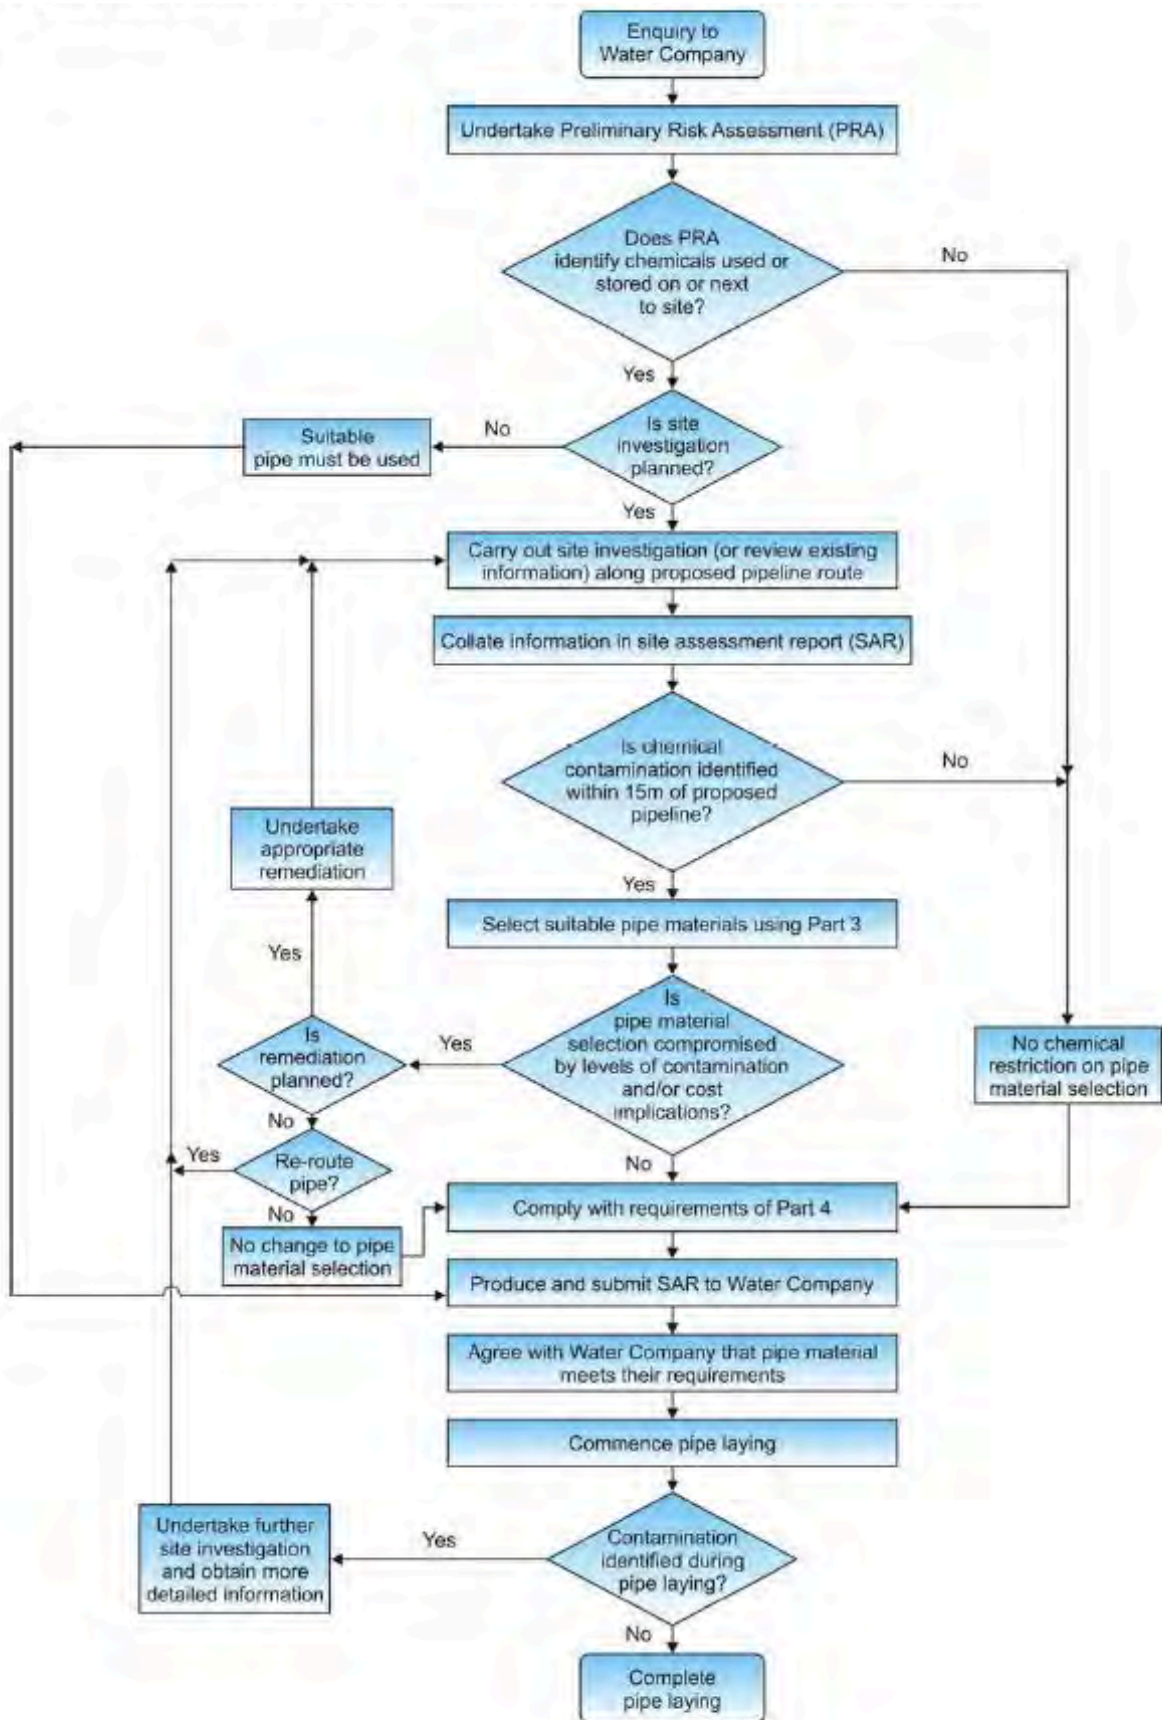 Enquiry to
Water Company
Undertake Preliminary Risk Assessment (PRA)
Does PRA
identify chemicals used or
stored on or next
to site?
No
Yes
Is site
investigation
planned?
No
Suitable
pipe must be used
Yes
Carry out site investigation (or review existing
information) along proposed pipeline route
Collate information in site assessment report (SAR)
Is chemical
contamination identified
within 15m of proposed
pipeline?
No
Undertake
appropriate
remediation
Yes
Select suitable pipe materials using Part 3
Yes
Is
pipe material
selection compromised
by levels of contamination
and/or cost
implications?
Yes
Is
remediation
planned?
No chemical
restriction on pipe
material selection
No
Yes
Re-route
pipe?
No
No
Comply with requirements of Part 4
No change to pipe
material selection
Produce and submit SAR to Water Company
Agree with Water Company that pipe material
meets their requirements
Commence pipe laying
Contamination
identified during
pipe laying?
Yes
Undertake further
site investigation
and obtain more
detailed information
No
Complete
pipe laying